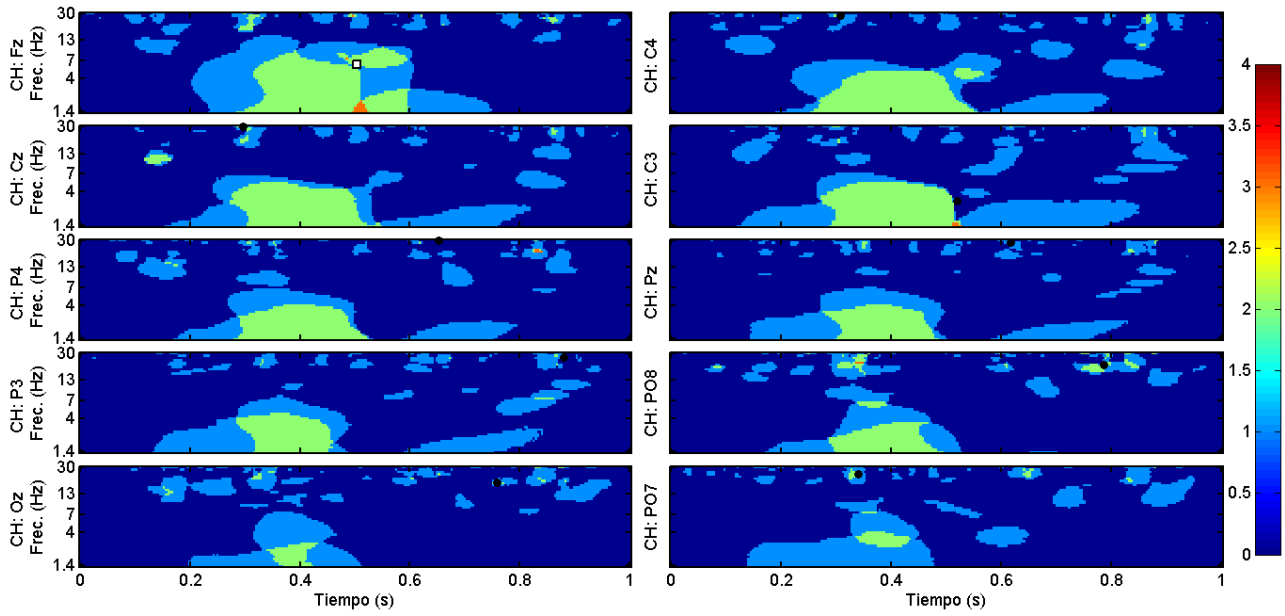 CH: Fz
Frec. (Hz)
30
13
7
4
1.4
CH: C4
CH: Cz
Frec. (Hz)
30
13
7
4
1.4
CH: C3
CH: P4
Frec. (Hz)
30
13
7
4
1.4
CH: Pz
CH: P3
Frec. (Hz)
30
13
7
4
1.4
CH: PO8
CH: Oz
Frec. (Hz)
30
13
7
4
1.4
CH: PO7
0 0.2 0.4 0.6 0.8 1
Tiempo (s)
0 0.2 0.4 0.6 0.8 1
Tiempo (s)
4
3.5
3
2.5
2
1.5
1
0.5
0